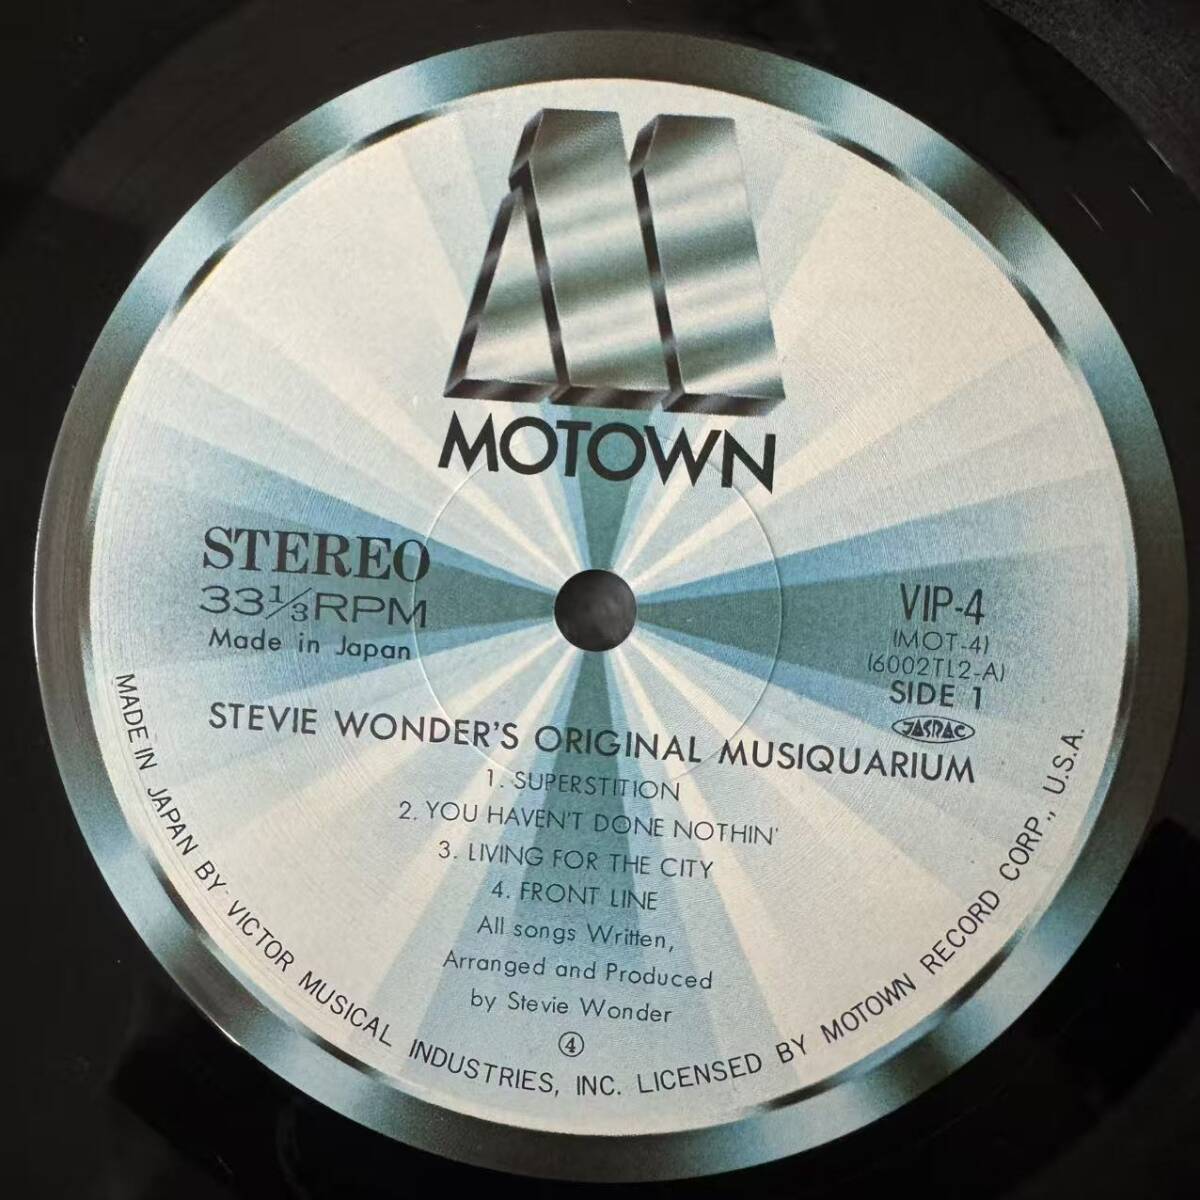 MOTOWN
STEREO
33⅓RPM
Made in Japan
VIP-4
(MOT-4)
(6002TL2-A)
SIDE 1
JASRAC
STEVIE WONDER'S ORIGINAL MUSIQUARIUM
1. SUPERSTITION
2. YOU HAVEN'T DONE NOTHIN'
3. LIVING FOR THE CITY
4. FRONT LINE
All songs Written,
Arranged and Produced
by Stevie Wonder
④
MADE IN JAPAN BY VICTOR MUSICAL INDUSTRIES, INC. LICENSED BY MOTOWN RECORD CORP., U.S.A.